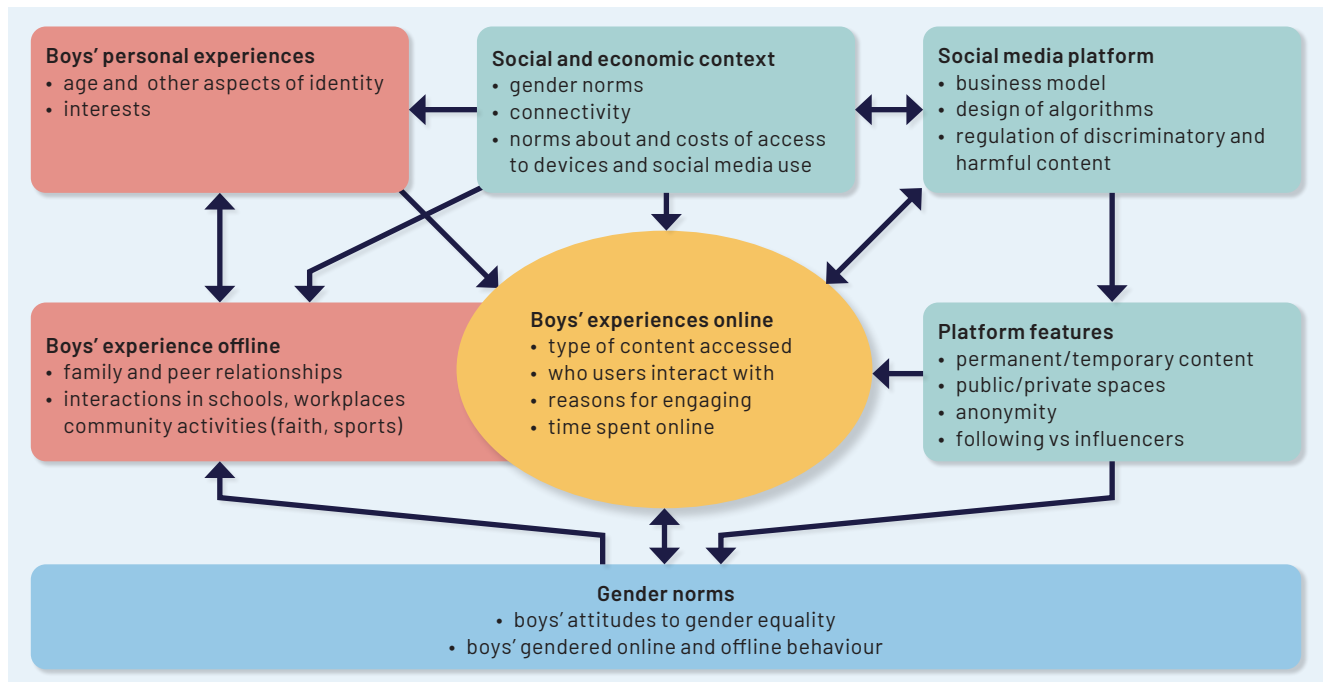 Boys’ personal experiences
• age and other aspects of identity
• interests
Social and economic context
• gender norms
• connectivity
• norms about and costs of access
to devices and social media use
Social media platform
• business model
• design of algorithms
• regulation of discriminatory and
harmful content
Boys’ experience offline
• family and peer relationships
• interactions in schools, workplaces
community activities (faith, sports)
Boys’ experiences online
• type of content accessed
• who users interact with
• reasons for engaging
• time spent online
Platform features
• permanent/temporary content
• public/private spaces
• anonymity
• following vs influencers
Gender norms
• boys’ attitudes to gender equality
• boys’ gendered online and offline behaviour